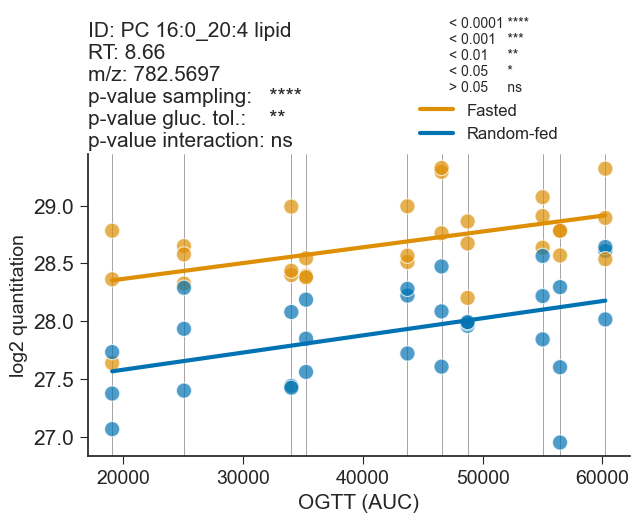 ID: PC 16:0_20:4 lipid
RT: 8.66
m/z: 782.5697
p-value sampling: ****
p-value gluc. tol.: **
p-value interaction: ns
< 0.0001 ****
< 0.001 ***
< 0.01 **
< 0.05 *
> 0.05 ns
Fasted
Random-fed
log2 quantitation
29.0
28.5
28.0
27.5
27.0
20000 30000 40000 50000 60000
OGTT (AUC)